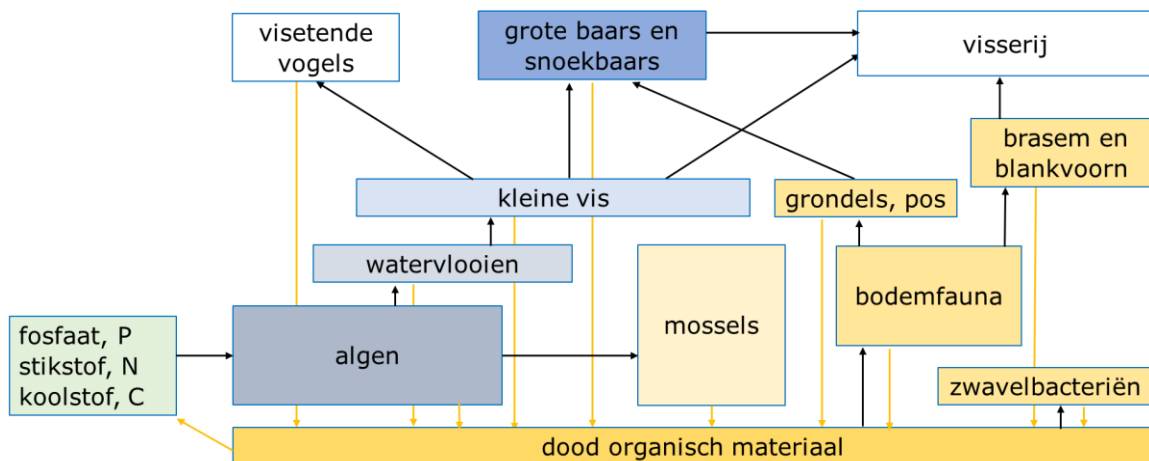 visetende
vogels
grote baars en
snoekbaars
visserij
brasem en
blankvoorn
kleine vis
grondels, pos
watervlooien
bodemfauna
mossels
fosfaat, P
stikstof, N
koolstof, C
algen
zwavelbacteriën
dood organisch materiaal